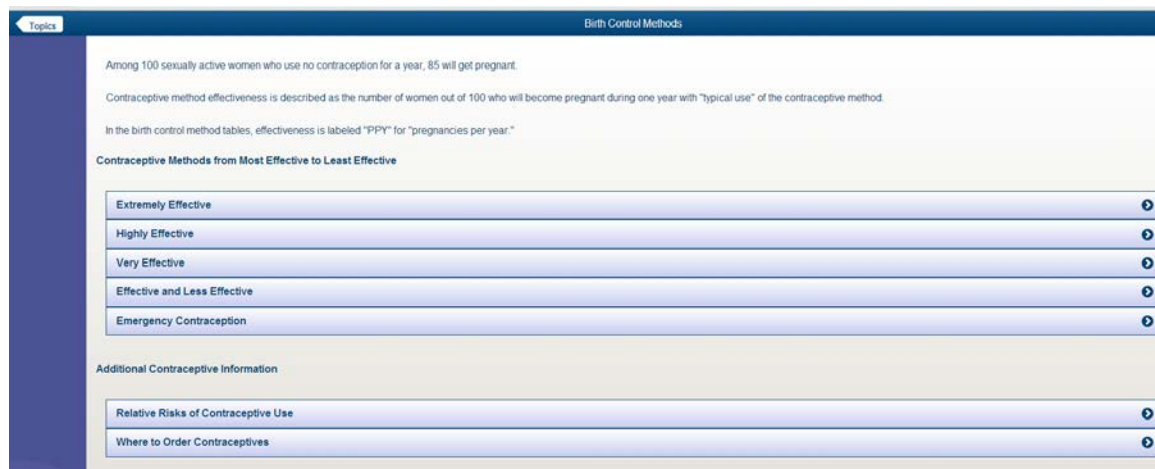 Topics
Birth Control Methods
Among 100 sexually active women who use no contraception for a year, 85 will get pregnant.
Contraceptive method effectiveness is described as the number of women out of 100 who will become pregnant during one year with "typical use" of the contraceptive method.
In the birth control method tables, effectiveness is labeled "PPY" for "pregnancies per year."
Contraceptive Methods from Most Effective to Least Effective
Extremely Effective
Highly Effective
Very Effective
Effective and Less Effective
Emergency Contraception
Additional Contraceptive Information
Relative Risks of Contraceptive Use
Where to Order Contraceptives